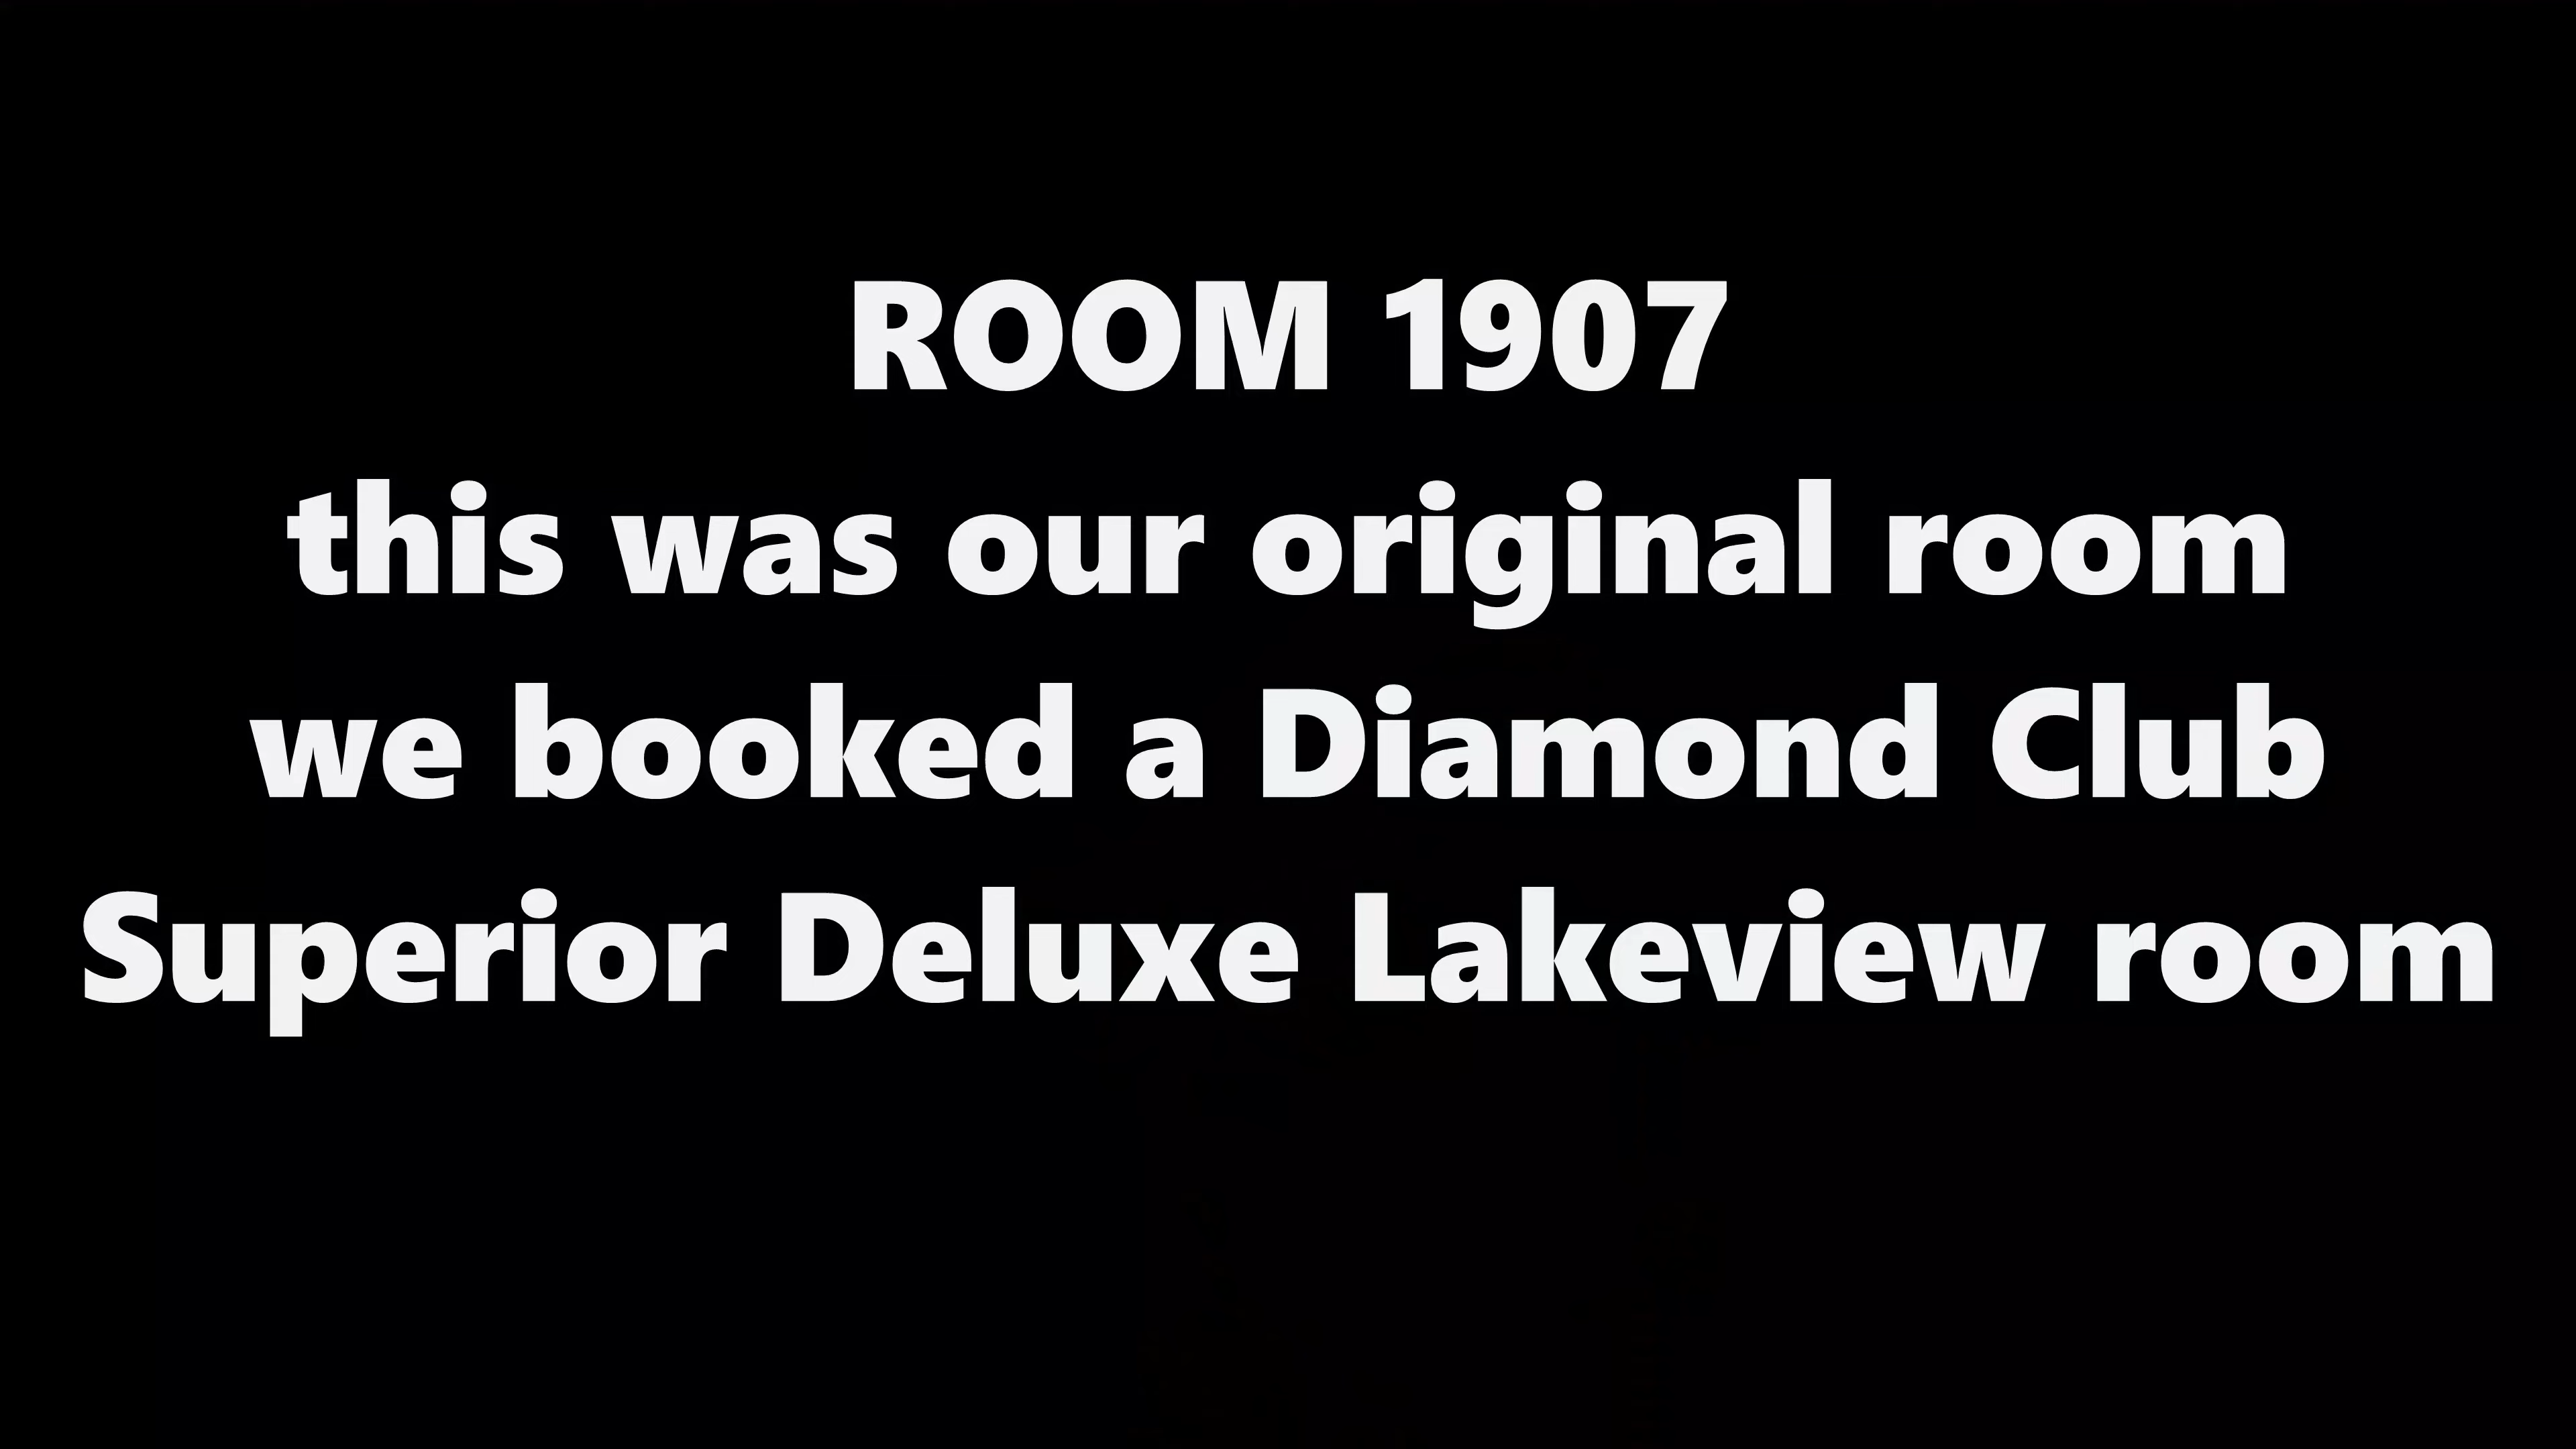 ROOM 1907
this was our original room
we booked a Diamond Club
Superior Deluxe Lakeview room